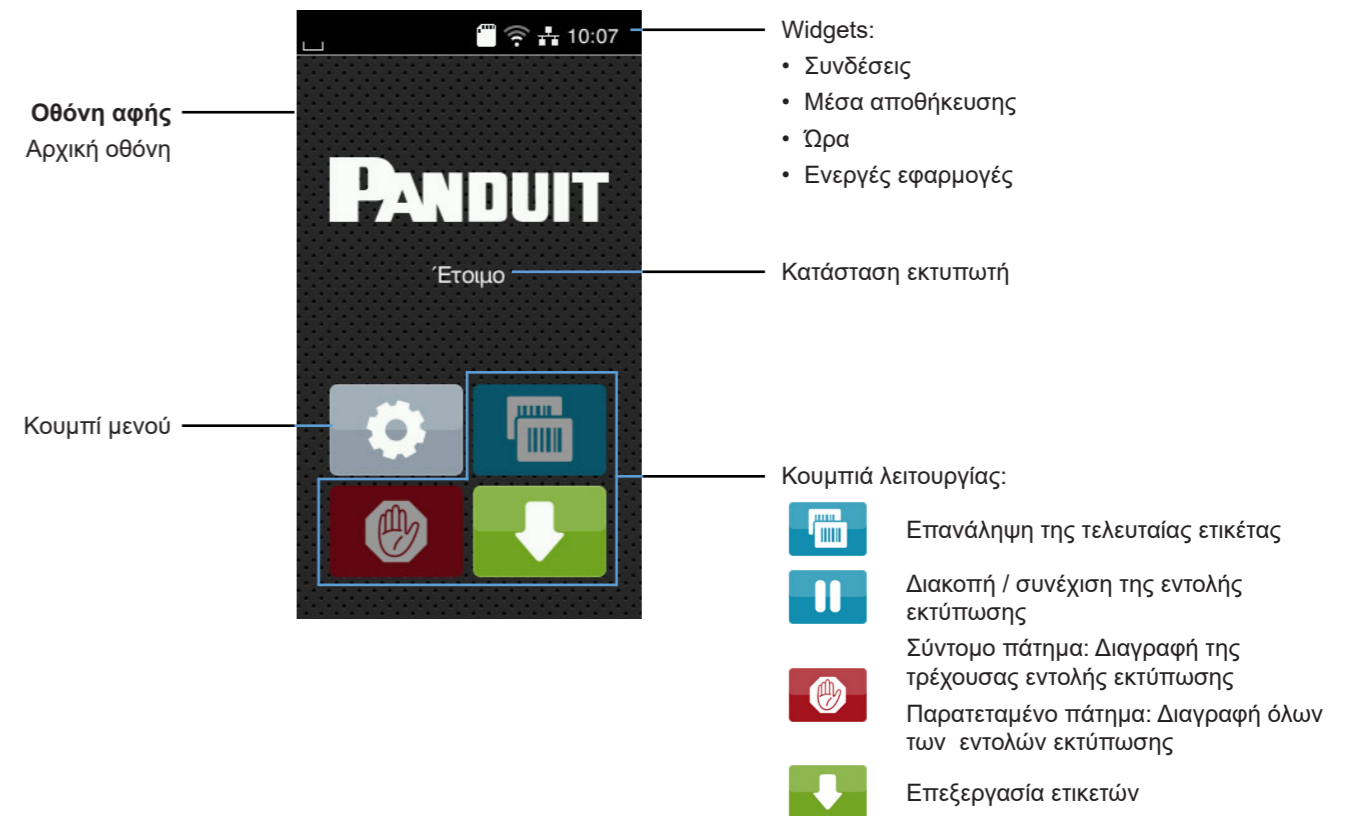 10:07
Widgets:
• Συνδέσεις
• Μέσα αποθήκευσης
• Ώρα
• Ενεργές εφαρμογές
Οθόνη αφής
Αρχική οθόνη
PANDUIT
Έτοιμο
Κατάσταση εκτυπωτή
Κουμπί μενού
Κουμπιά λειτουργίας:
Επανάληψη της τελευταίας ετικέτας
Διακοπή / συνέχιση της εντολής
εκτύπωσης
Σύντομο πάτημα: Διαγραφή της
τρέχουσας εντολής εκτύπωσης
Παρατεταμένο πάτημα: Διαγραφή όλων
των εντολών εκτύπωσης
Επεξεργασία ετικετών